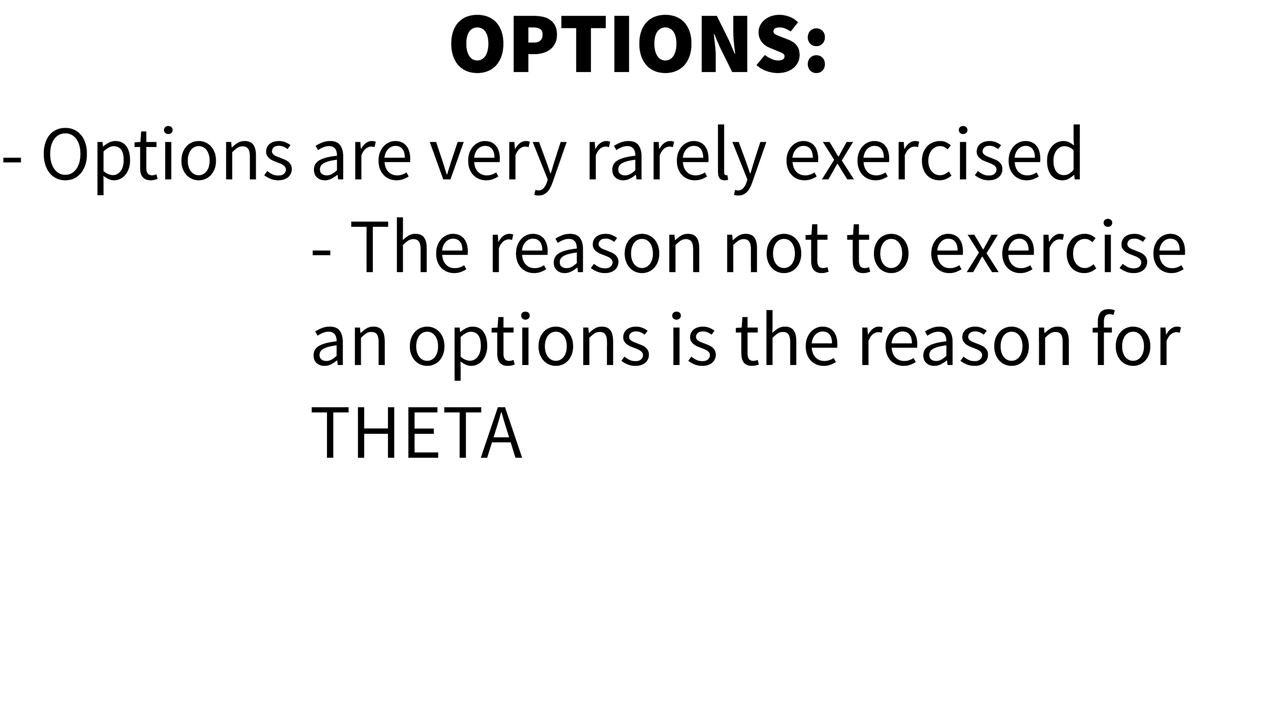 OPTIONS:
- Options are very rarely exercised
- The reason not to exercise
an options is the reason for
THETA